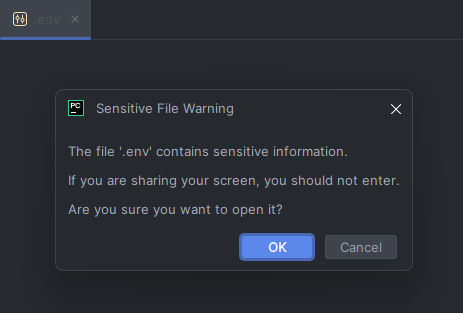 .env
PC
Sensitive File Warning
The file '.env' contains sensitive information.
If you are sharing your screen, you should not enter.
Are you sure you want to open it?
OK
Cancel